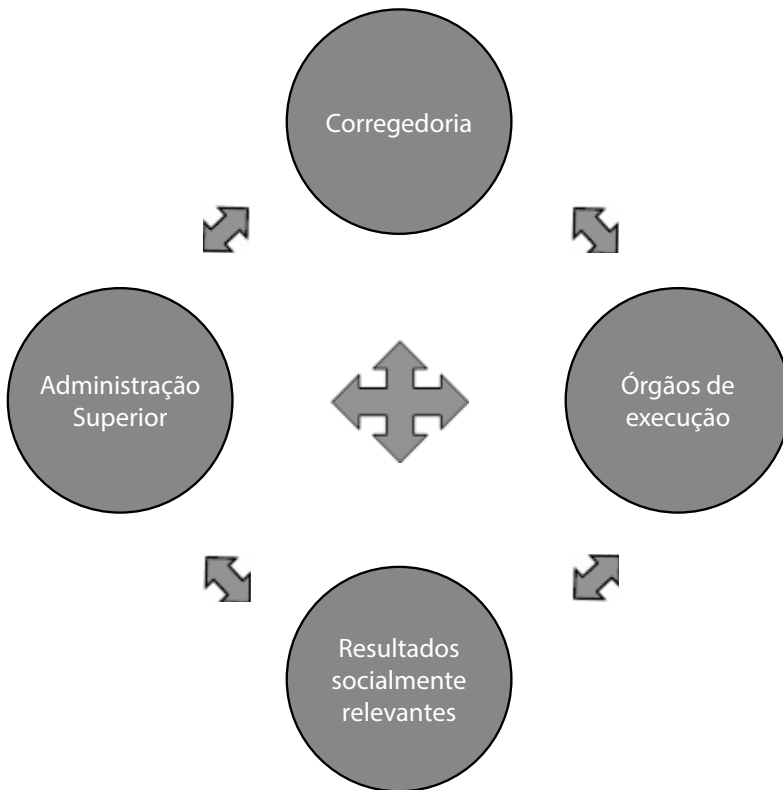 Corregedoria
Administração
Superior
Órgãos de
execução
Resultados
socialmente
relevantes